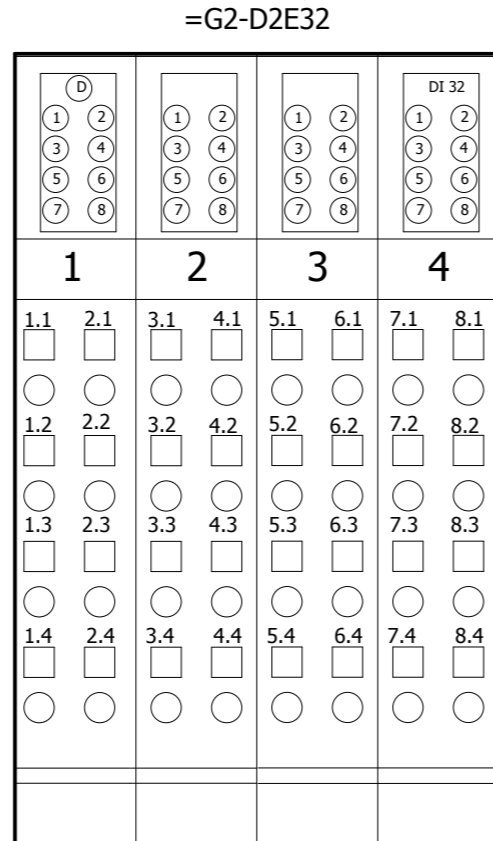 =G2-D2E32
D DI 32
1 2 1 2 1 2 1 2
3 4 3 4 3 4 3 4
5 6 5 6 5 6 5 6
7 8 7 8 7 8 7 8
1 2 3 4
1.1 2.1 3.1 4.1 5.1 6.1 7.1 8.1
1.2 2.2 3.2 4.2 5.2 6.2 7.2 8.2
1.3 2.3 3.3 4.3 5.3 6.3 7.3 8.3
1.4 2.4 3.4 4.4 5.4 6.4 7.4 8.4